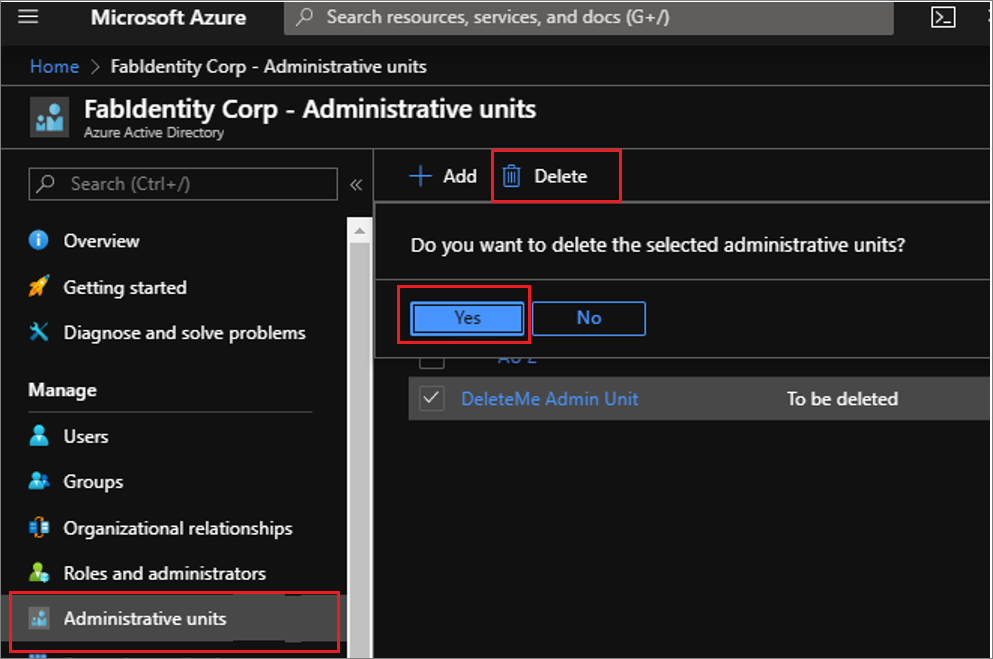 Microsoft Azure
Search resources, services, and docs (G+/)
Home > FabIdentity Corp - Administrative units
FabIdentity Corp - Administrative units
Azure Active Directory
Search (Ctrl+/)
«
Add
Delete
Do you want to delete the selected administrative units?
Yes
No
DeleteMe Admin Unit
To be deleted
Overview
Getting started
Diagnose and solve problems
Manage
Users
Groups
Organizational relationships
Roles and administrators
Administrative units